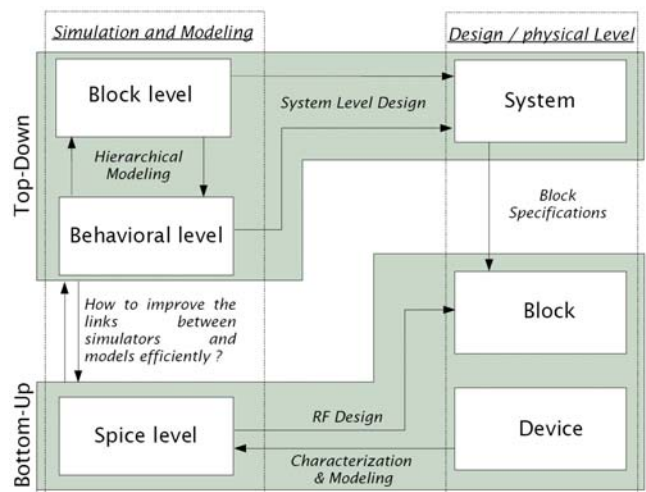 Simulation and Modeling
Design / physical Level
Top-Down
Block level
System Level Design
System
Hierarchical
Modeling
Behavioral level
Block
Specifications
How to improve the
links between
simulators and
models efficiently ?
Block
Bottom-Up
Spice level
RF Design
Device
Characterization
& Modeling